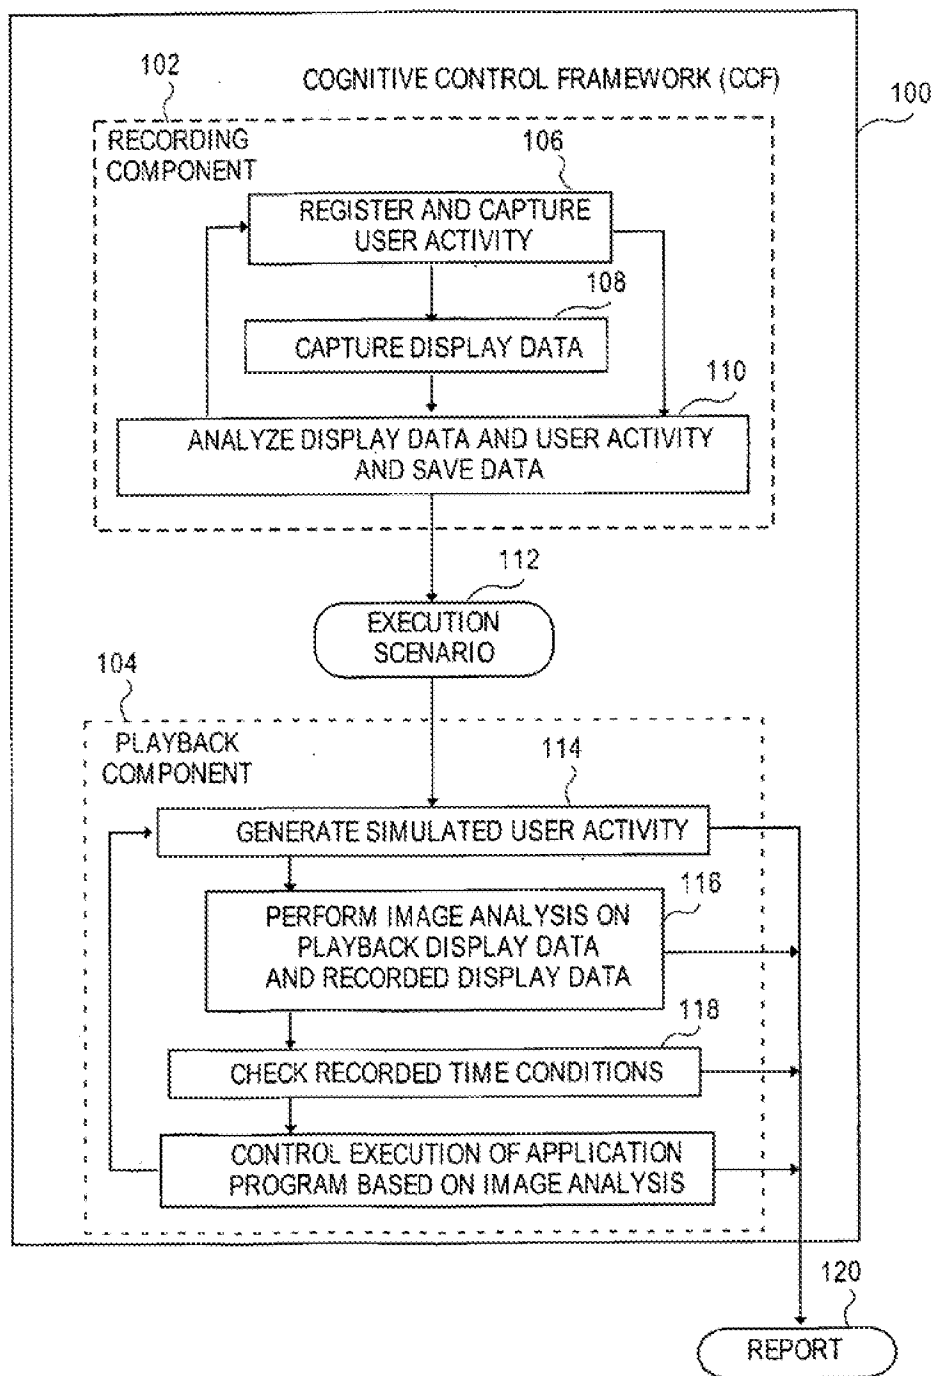 COGNITIVE CONTROL FRAMEWORK (CCF)
100
102
RECORDING
COMPONENT
106
REGISTER AND CAPTURE
USER ACTIVITY
108
CAPTURE DISPLAY DATA
110
ANALYZE DISPLAY DATA AND USER ACTIVITY
AND SAVE DATA
112
EXECUTION
SCENARIO
104
PLAYBACK
COMPONENT
114
GENERATE SIMULATED USER ACTIVITY
116
PERFORM IMAGE ANALYSIS ON
PLAYBACK DISPLAY DATA
AND RECORDED DISPLAY DATA
118
CHECK RECORDED TIME CONDITIONS
CONTROL EXECUTION OF APPLICATION
PROGRAM BASED ON IMAGE ANALYSIS
120
REPORT